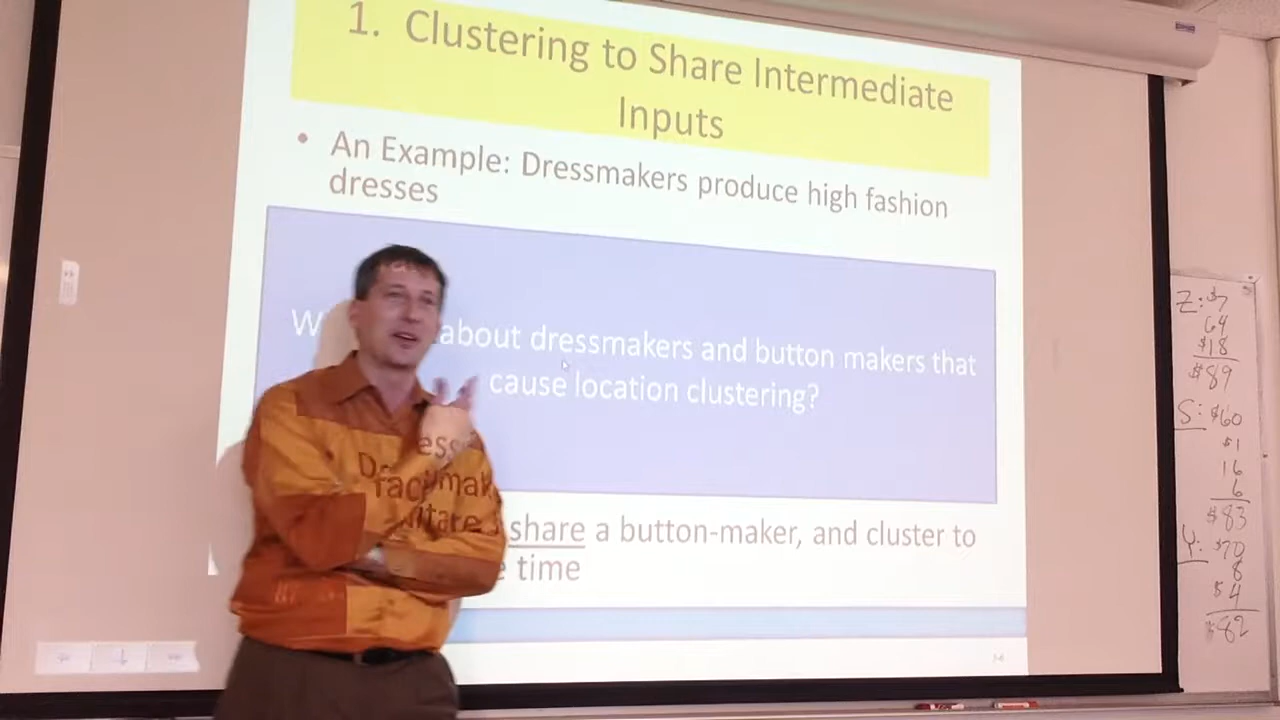 1. Clustering to Share Intermediate
Inputs
• An Example: Dressmakers produce high fashion
dresses
about dressmakers and button makers that
cause location clustering?
share a button-maker, and cluster to
time
Z: $7
64
$18
$89
S: $60
$1
16
6
$83
Y: $70
8
$4
$82